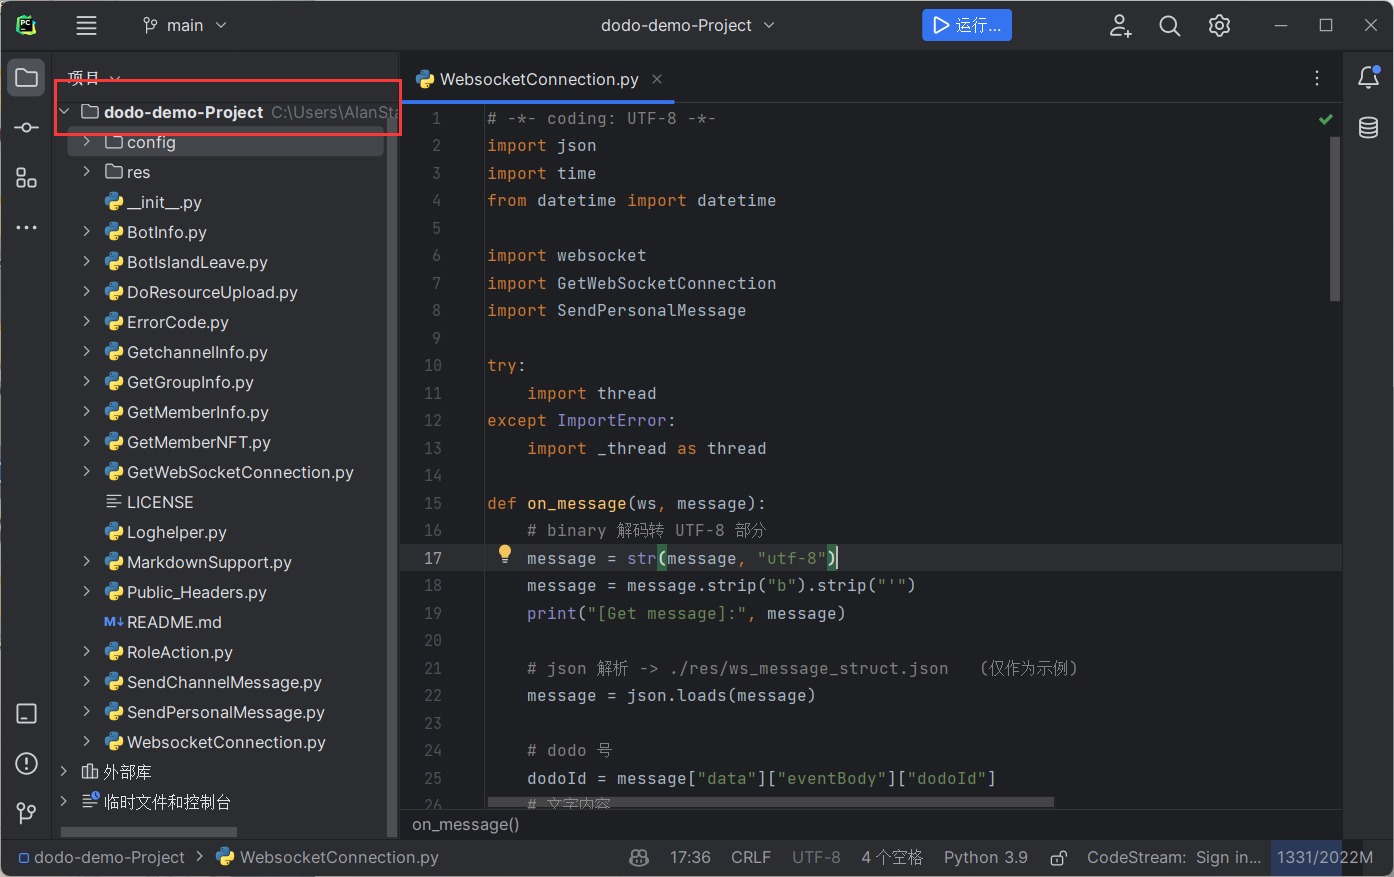 main
dodo-demo-Project
运行...
项目
dodo-demo-Project C:\Users\AlanSta
config
res
__init__.py
BotInfo.py
BotIslandLeave.py
DoResourceUpload.py
ErrorCode.py
GetchannelInfo.py
GetGroupInfo.py
GetMemberInfo.py
GetMemberNFT.py
GetWebSocketConnection.py
LICENSE
Loghelper.py
MarkdownSupport.py
Public_Headers.py
README.md
RoleAction.py
SendChannelMessage.py
SendPersonalMessage.py
WebsocketConnection.py
外部库
临时文件和控制台
WebsocketConnection.py
1 # -*- coding: UTF-8 -*-
2 import json
3 import time
4 from datetime import datetime
5
6 import websocket
7 import GetWebSocketConnection
8 import SendPersonalMessage
9
10 try:
11 import thread
12 except ImportError:
13 import _thread as thread
14
15 def on_message(ws, message):
16 # binary 解码转 UTF-8 部分
17 message = str(message, "utf-8")
18 message = message.strip("b").strip("'")
19 print("[Get message]:", message)
20
21 # json 解析 -> ./res/ws_message_struct.json （仅作为示例）
22 message = json.loads(message)
23
24 # dodo 号
25 dodoId = message["data"]["eventBody"]["dodoId"]
26 # 文字内容
on_message()
dodo-demo-Project > WebsocketConnection.py
17:36 CRLF UTF-8 4 个空格 Python 3.9 CodeStream: Sign in... 1331/2022M